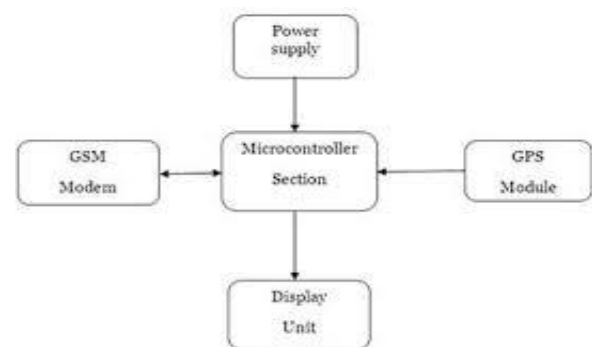 Power
supply
GSM
Modem
Microcontroller
Section
GPS
Module
Display
Unit